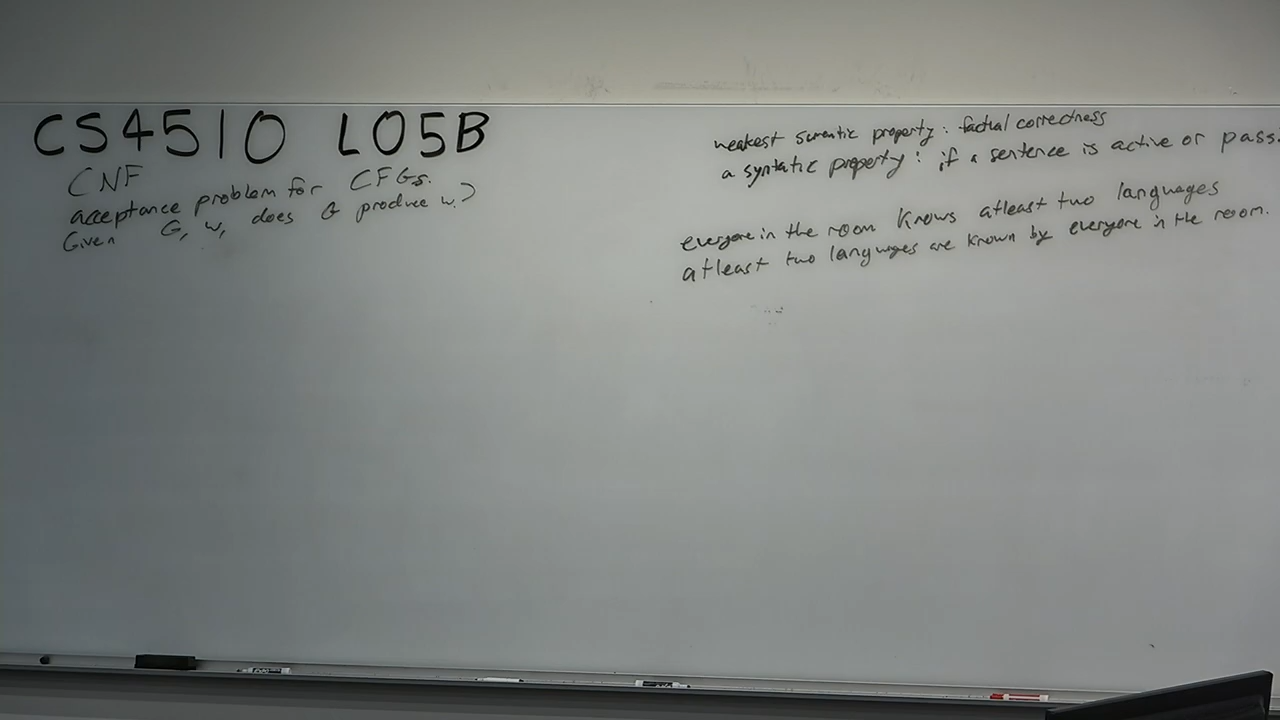 CS4510 L05B
CNF
acceptance problem for CFGs.
Given G, w, does G produce w.?
weakest semantic property: factual correctness
a syntatic property: if a sentence is active or pass.
everyone in the room knows atleast two languages
atleast two languages are known by everyone in the room.